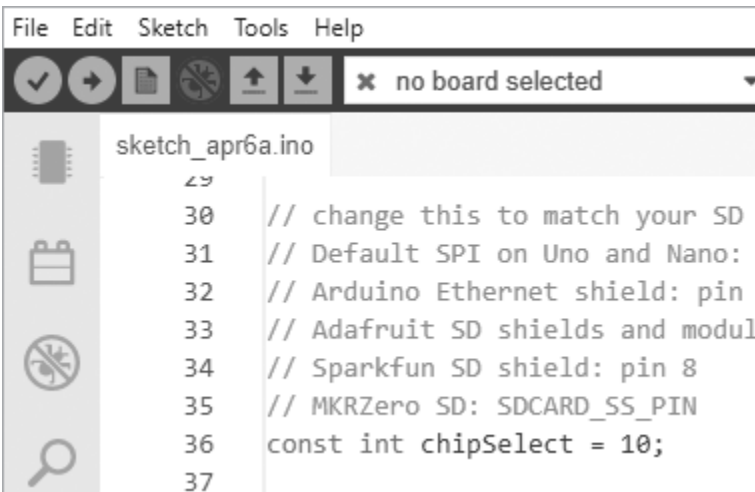 File Edit Sketch Tools Help
no board selected
sketch_apr6a.ino
29
30 // change this to match your SD
31 // Default SPI on Uno and Nano:
32 // Arduino Ethernet shield: pin
33 // Adafruit SD shields and modul
34 // Sparkfun SD shield: pin 8
35 // MKRZero SD: SDCARD_SS_PIN
36 const int chipSelect = 10;
37